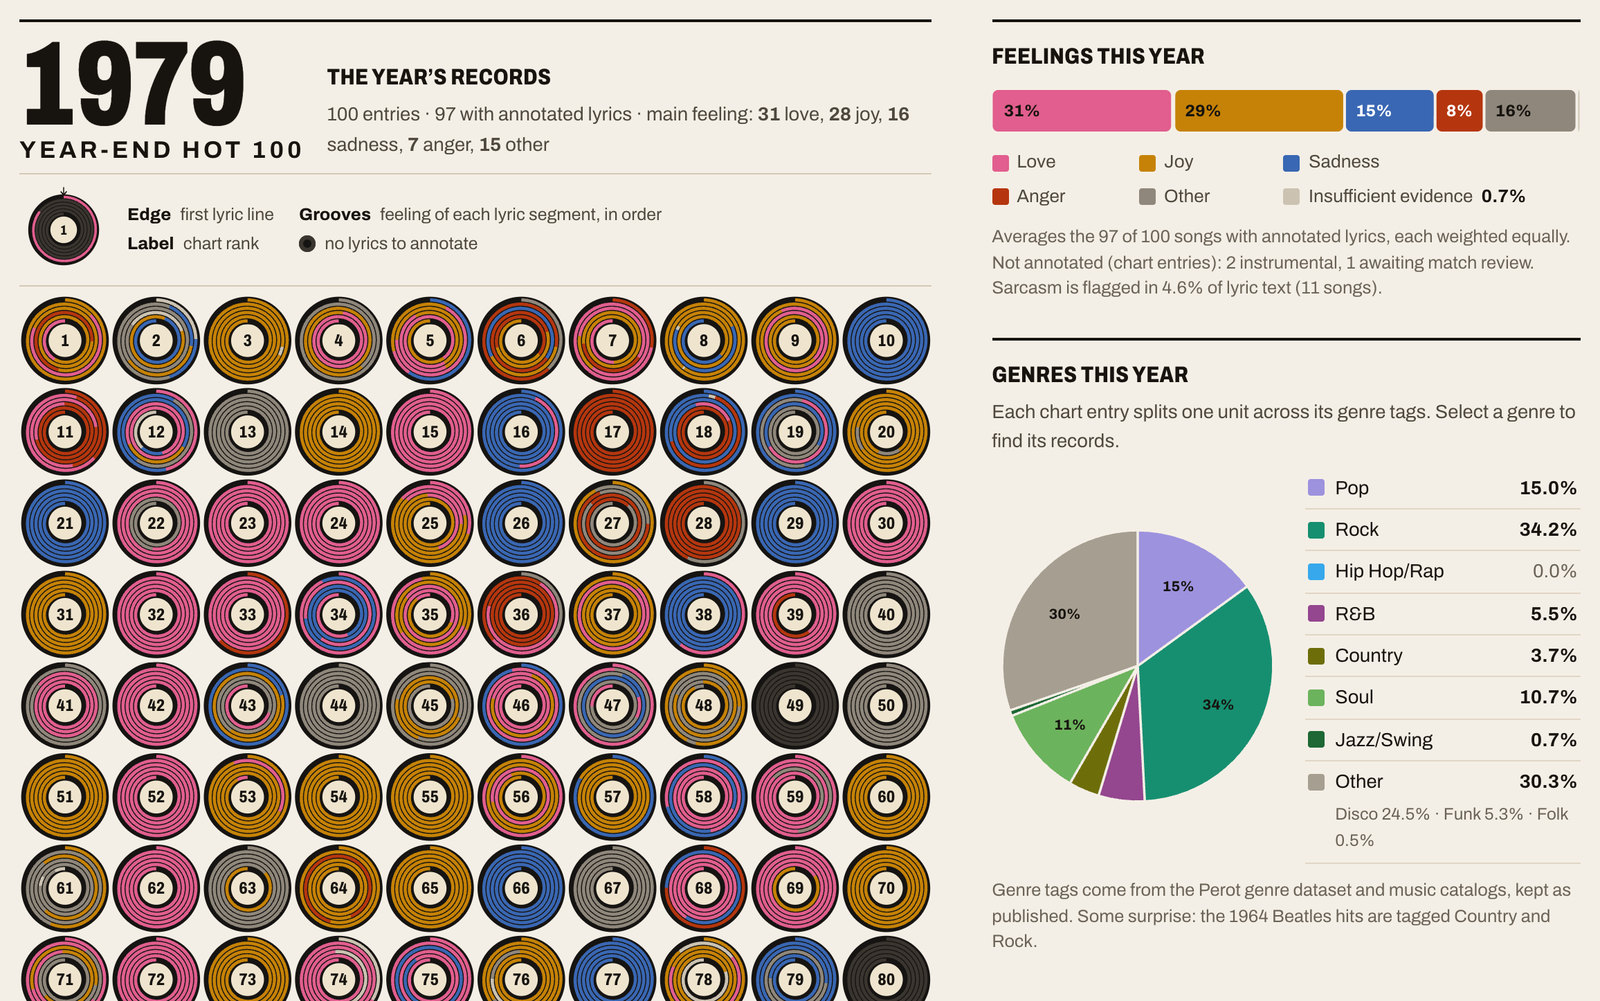 1979
YEAR-END HOT 100
THE YEAR’S RECORDS
100 entries · 97 with annotated lyrics · main feeling: 31 love, 28 joy, 16
sadness, 7 anger, 15 other
1
Edge first lyric line
Grooves feeling of each lyric segment, in order
Label chart rank
no lyrics to annotate
1 2 3 4 5 6 7 8 9 10
11 12 13 14 15 16 17 18 19 20
21 22 23 24 25 26 27 28 29 30
31 32 33 34 35 36 37 38 39 40
41 42 43 44 45 46 47 48 49 50
51 52 53 54 55 56 57 58 59 60
61 62 63 64 65 66 67 68 69 70
71 72 73 74 75 76 77 78 79 80
FEELINGS THIS YEAR
31% 29% 15% 8% 16%
Love Joy Sadness
Anger Other Insufficient evidence 0.7%
Averages the 97 of 100 songs with annotated lyrics, each weighted equally.
Not annotated (chart entries): 2 instrumental, 1 awaiting match review.
Sarcasm is flagged in 4.6% of lyric text (11 songs).
GENRES THIS YEAR
Each chart entry splits one unit across its genre tags. Select a genre to
find its records.
15%
34%
11%
30%
Pop 15.0%
Rock 34.2%
Hip Hop/Rap 0.0%
R&B 5.5%
Country 3.7%
Soul 10.7%
Jazz/Swing 0.7%
Other 30.3%
Disco 24.5% · Funk 5.3% · Folk
0.5%
Genre tags come from the Perot genre dataset and music catalogs, kept as
published. Some surprise: the 1964 Beatles hits are tagged Country and
Rock.